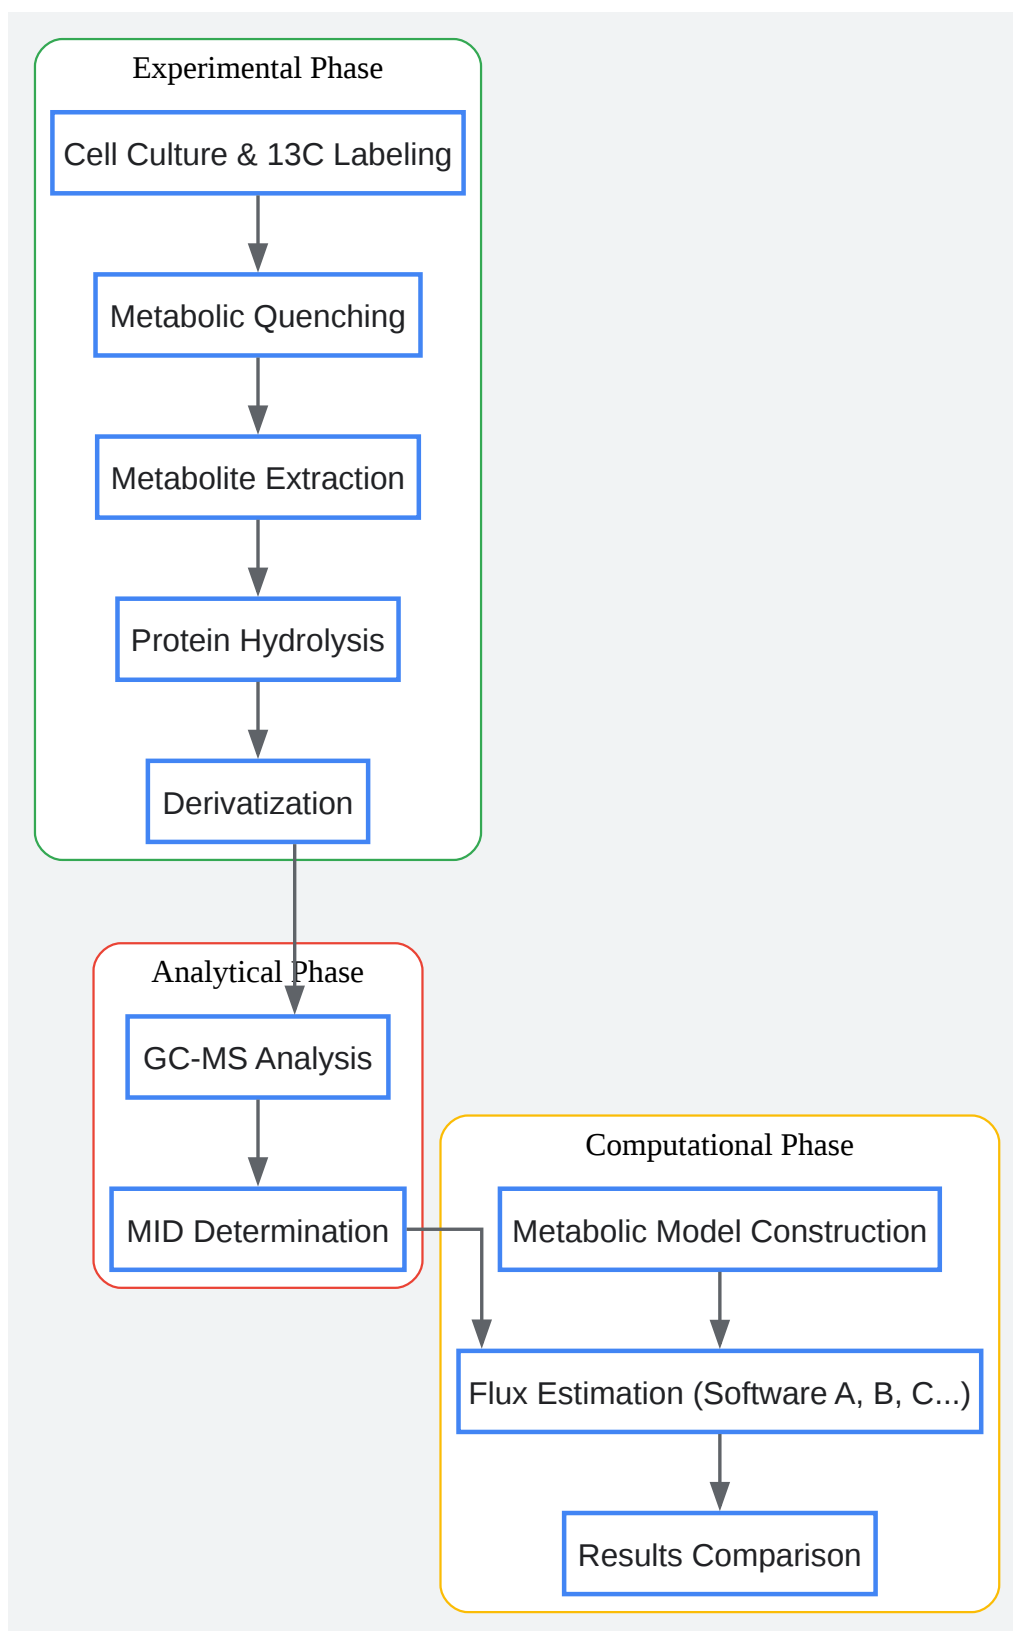 Experimental Phase
Cell Culture & 13C Labeling
Metabolic Quenching
Metabolite Extraction
Protein Hydrolysis
Derivatization
Analytical Phase
GC-MS Analysis
MID Determination
Computational Phase
Metabolic Model Construction
Flux Estimation (Software A, B, C...)
Results Comparison